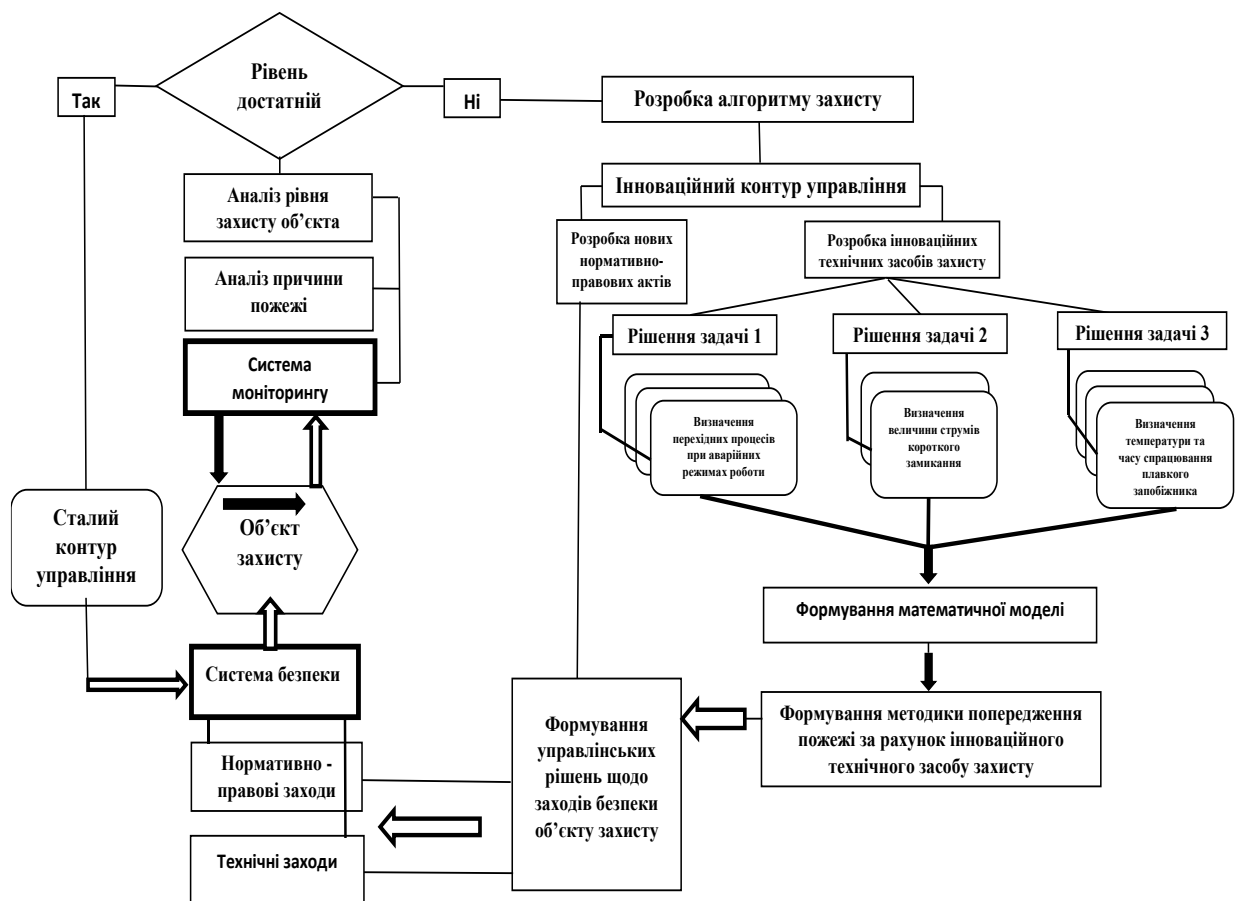 Рівень
достатній
Так
Ні
Розробка алгоритму захисту
Аналіз рівня
захисту об’єкта
Інноваційний контур управління
Розробка нових
нормативно-
правових актів
Розробка інноваційних
технічних засобів захисту
Аналіз причини
пожежі
Рішення задачі 1
Рішення задачі 2
Рішення задачі 3
Система
моніторингу
Визначення
перехідних процесів
при аварійних
режимах роботи
Визначення
величини струмів
короткого
замикання
Визначення
температури та
часу спрацювання
плавкого
запобіжника
Сталий
контур
управління
Об’єкт
захисту
Формування математичної моделі
Система безпеки
Формування
управлінських
рішень щодо
заходів безпеки
об’єкту захисту
Формування методики попередження
пожежі за рахунок інноваційного
технічного засобу захисту
Нормативно -
правові заходи
Технічні заходи